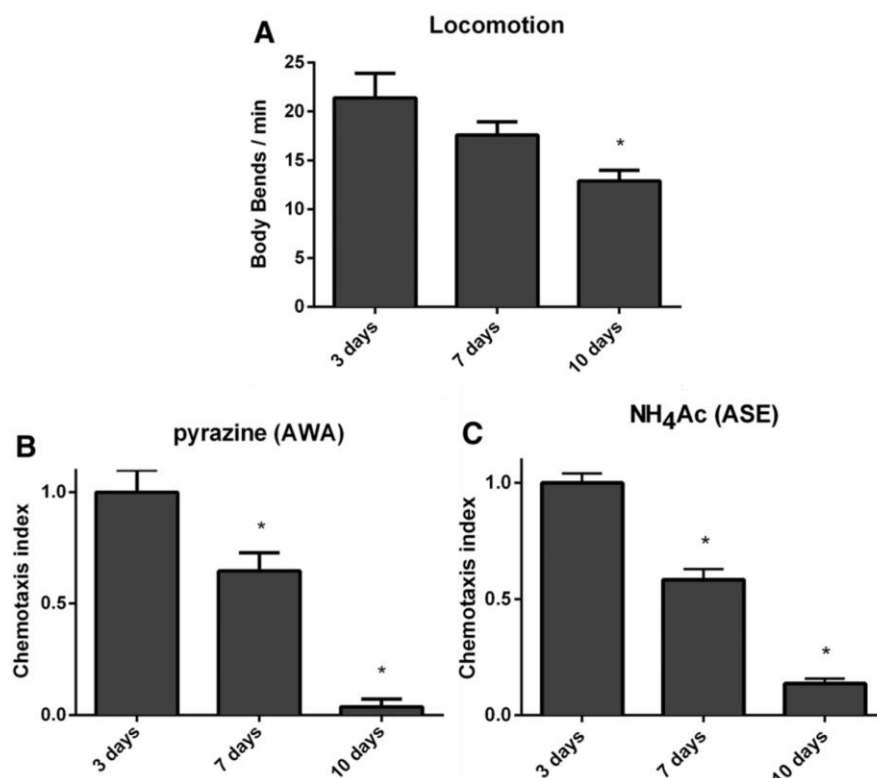 A
Locomotion
Body Bends / min
25
20
15
10
5
0
*
3 days
7 days
10 days
B
pyrazine (AWA)
Chemotaxis index
1.0
0.5
0.0
*
*
3 days
7 days
10 days
C
NH₄Ac (ASE)
Chemotaxis index
1.0
0.5
0.0
*
*
3 days
7 days
10 days